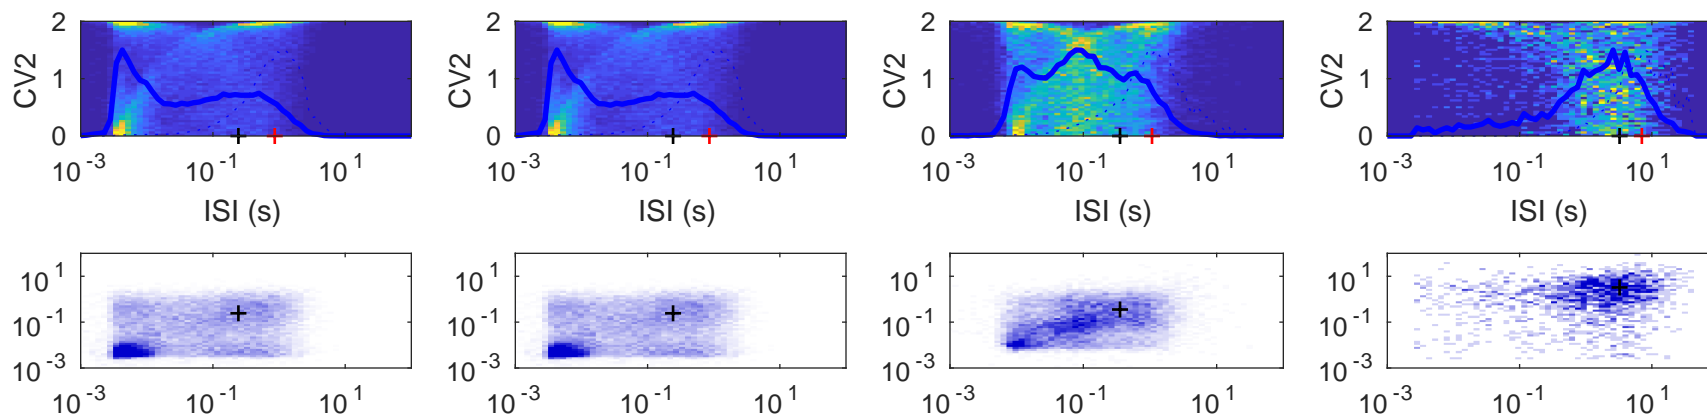 2 2 2 2
CV2 CV2 CV2 CV2
1 1 1 1
0 0 0 0
10^-3 10^-1 10^1 10^-3 10^-1 10^1 10^-3 10^-1 10^1 10^-3 10^-1 10^1
ISI (s) ISI (s) ISI (s) ISI (s)
10^1 10^1 10^1 10^1
10^-1 10^-1 10^-1 10^-1
10^-3 10^-3 10^-3 10^-3
10^-3 10^-1 10^1 10^-3 10^-1 10^1 10^-3 10^-1 10^1 10^-3 10^-1 10^1